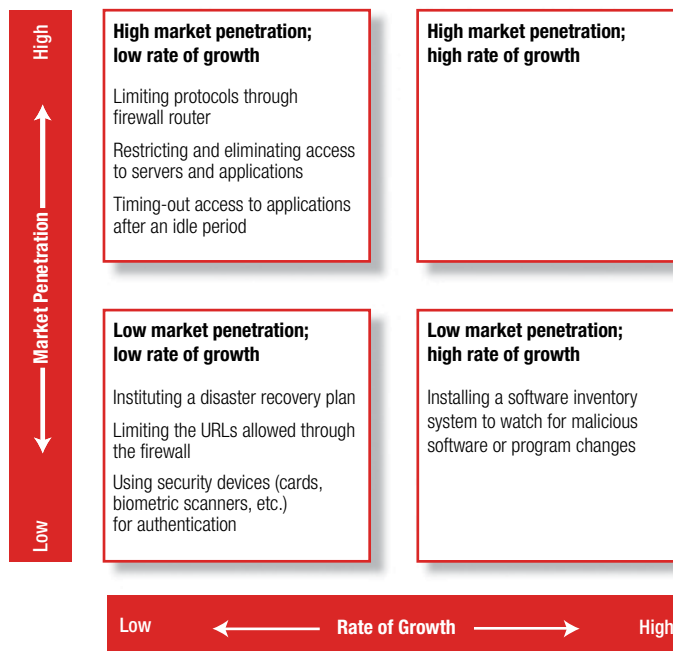 High
Market Penetration
Low
High market penetration;
low rate of growth
Limiting protocols through
firewall router
Restricting and eliminating access
to servers and applications
Timing-out access to applications
after an idle period
High market penetration;
high rate of growth
Low market penetration;
low rate of growth
Instituting a disaster recovery plan
Limiting the URLs allowed through
the firewall
Using security devices (cards,
biometric scanners, etc.)
for authentication
Low market penetration;
high rate of growth
Installing a software inventory
system to watch for malicious
software or program changes
Low
Rate of Growth
High